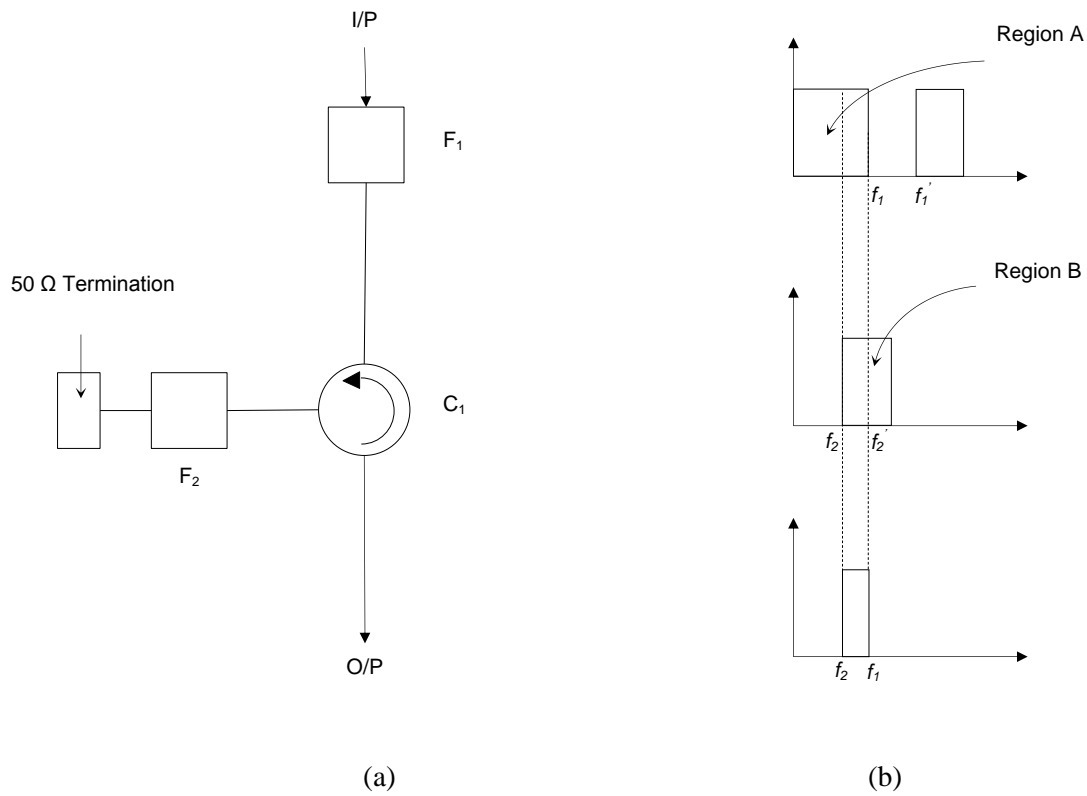 I/P
F₁
50 Ω Termination
C₁
F₂
O/P
(a)
Region A
f₁ f₁'
Region B
f₂ f₂'
f₂ f₁
(b)